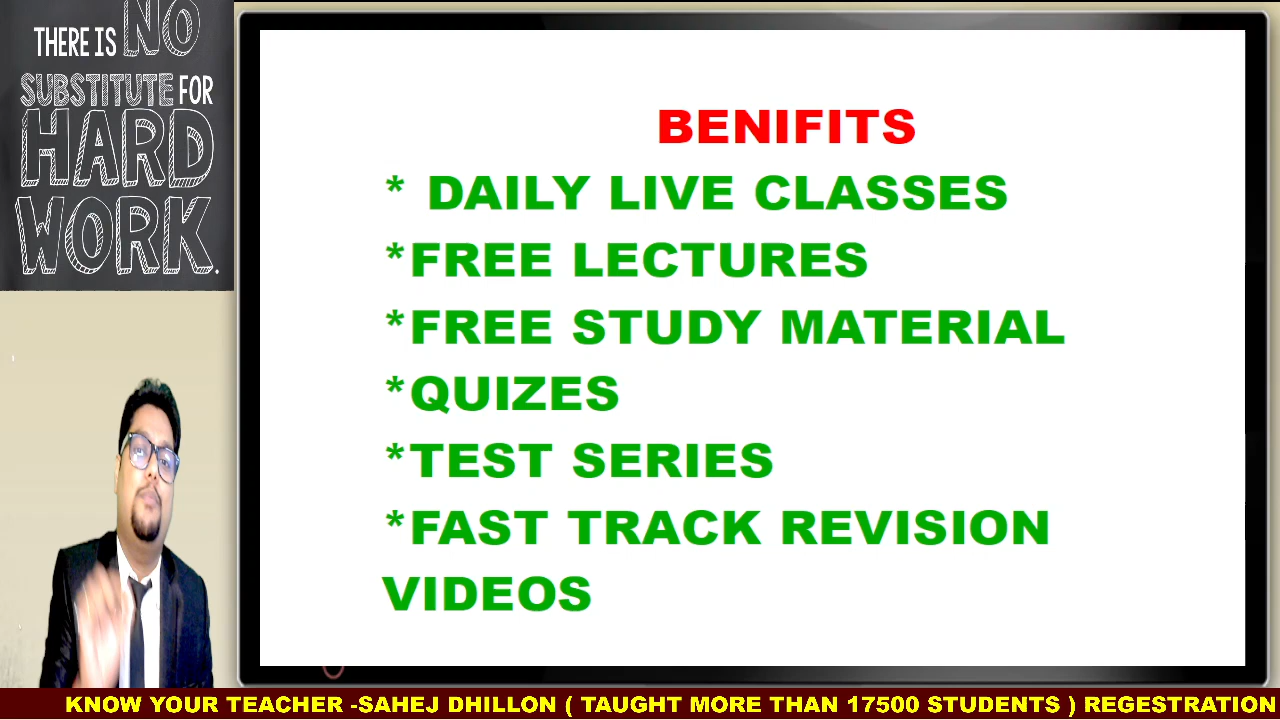 THERE IS NO
SUBSTITUTE FOR
HARD
WORK.
BENIFITS
* DAILY LIVE CLASSES
*FREE LECTURES
*FREE STUDY MATERIAL
*QUIZES
*TEST SERIES
*FAST TRACK REVISION
VIDEOS
KNOW YOUR TEACHER -SAHEJ DHILLON ( TAUGHT MORE THAN 17500 STUDENTS ) REGESTRATION